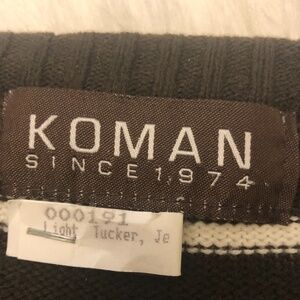 KOMAN
SINCE 1974
000191
Light Tucker, Je